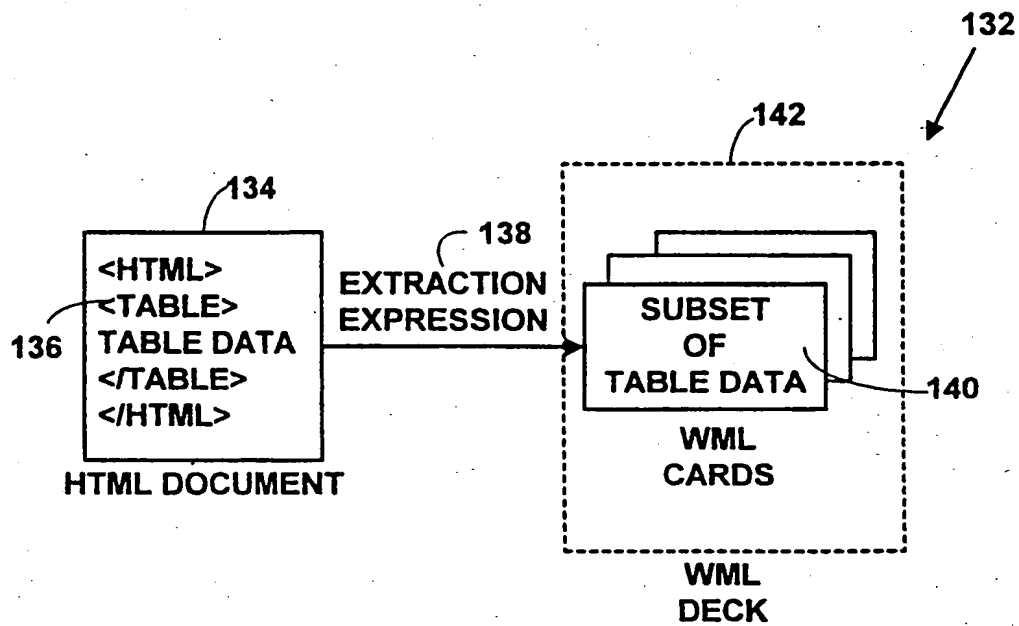 132
142
134
138
<HTML>
<TABLE>
TABLE DATA
</TABLE>
</HTML>
136
HTML DOCUMENT
EXTRACTION
EXPRESSION
SUBSET
OF
TABLE DATA
140
WML
CARDS
WML
DECK